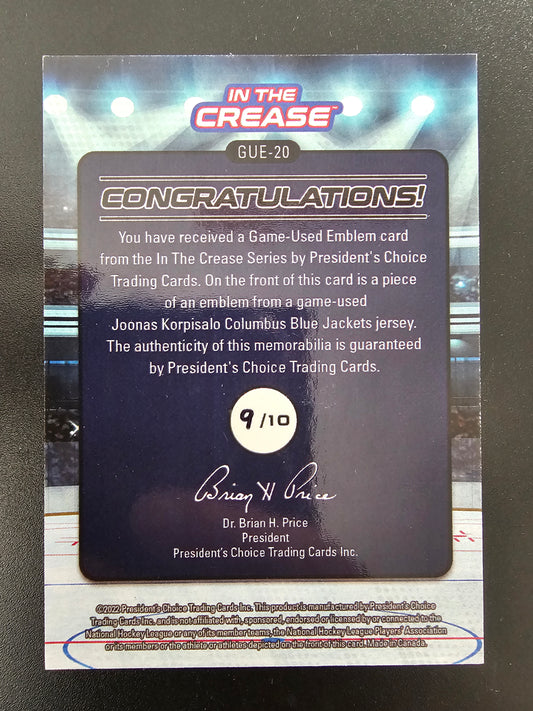 IN THE
CREASE™
GUE-20
CONGRATULATIONS!
You have received a Game-Used Emblem card
from the In The Crease Series by President's Choice
Trading Cards. On the front of this card is a piece
of an emblem from a game-used
Joonas Korpisalo Columbus Blue Jackets jersey.
The authenticity of this memorabilia is guaranteed
by President's Choice Trading Cards.
9/10
Brian H Price
Dr. Brian H. Price
President
President's Choice Trading Cards Inc.
©2022 President's Choice Trading Cards Inc. This product is manufactured by President's Choice
Trading Cards Inc. and is not affiliated with, sponsored, endorsed or licensed by or connected to the
National Hockey League or any of its member teams, the National Hockey League Players' Association
or its members or the athlete or athletes depicted on the front of this card. Made in Canada.